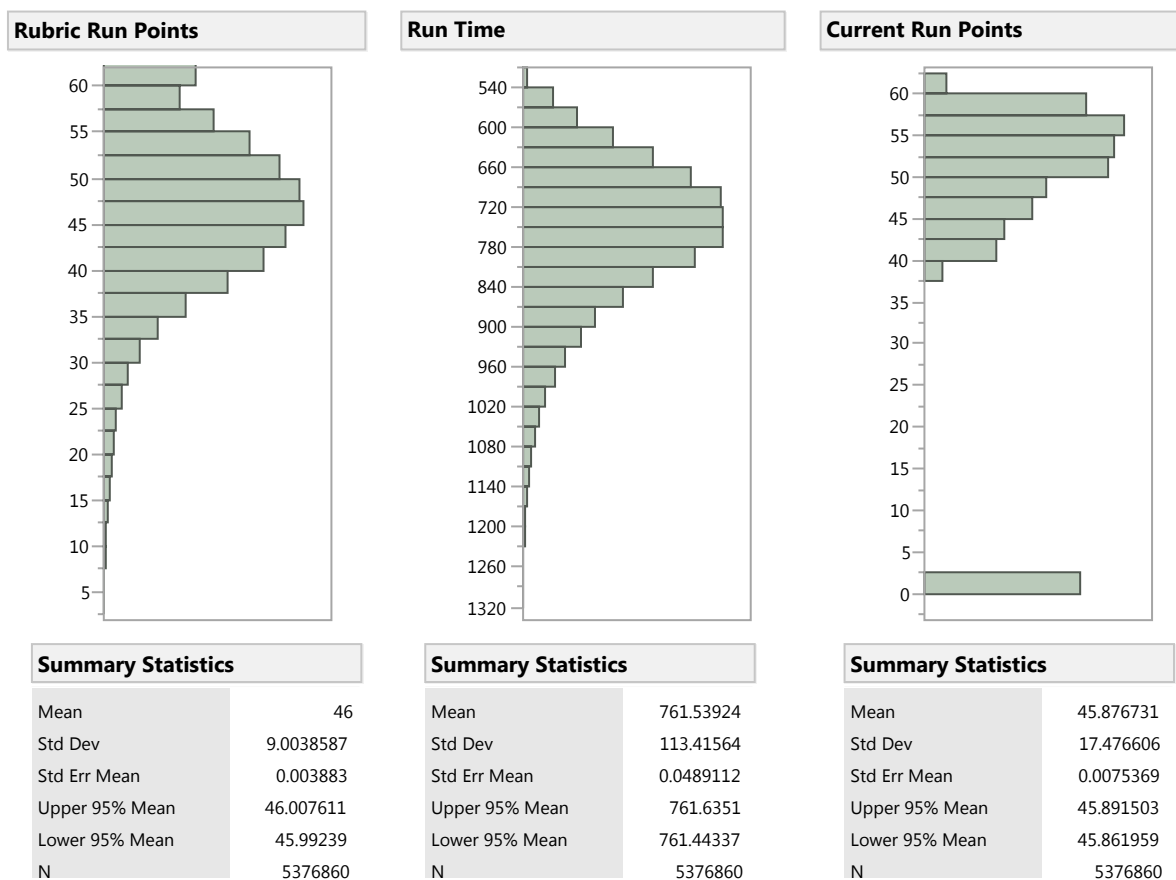 Rubric Run Points
60
55
50
45
40
35
30
25
20
15
10
5
Summary Statistics
Mean 46
Std Dev 9.0038587
Std Err Mean 0.003883
Upper 95% Mean 46.007611
Lower 95% Mean 45.99239
N 5376860
Run Time
540
600
660
720
780
840
900
960
1020
1080
1140
1200
1260
1320
Summary Statistics
Mean 761.53924
Std Dev 113.41564
Std Err Mean 0.0489112
Upper 95% Mean 761.6351
Lower 95% Mean 761.44337
N 5376860
Current Run Points
60
55
50
45
40
35
30
25
20
15
10
5
0
Summary Statistics
Mean 45.876731
Std Dev 17.476606
Std Err Mean 0.0075369
Upper 95% Mean 45.891503
Lower 95% Mean 45.861959
N 5376860